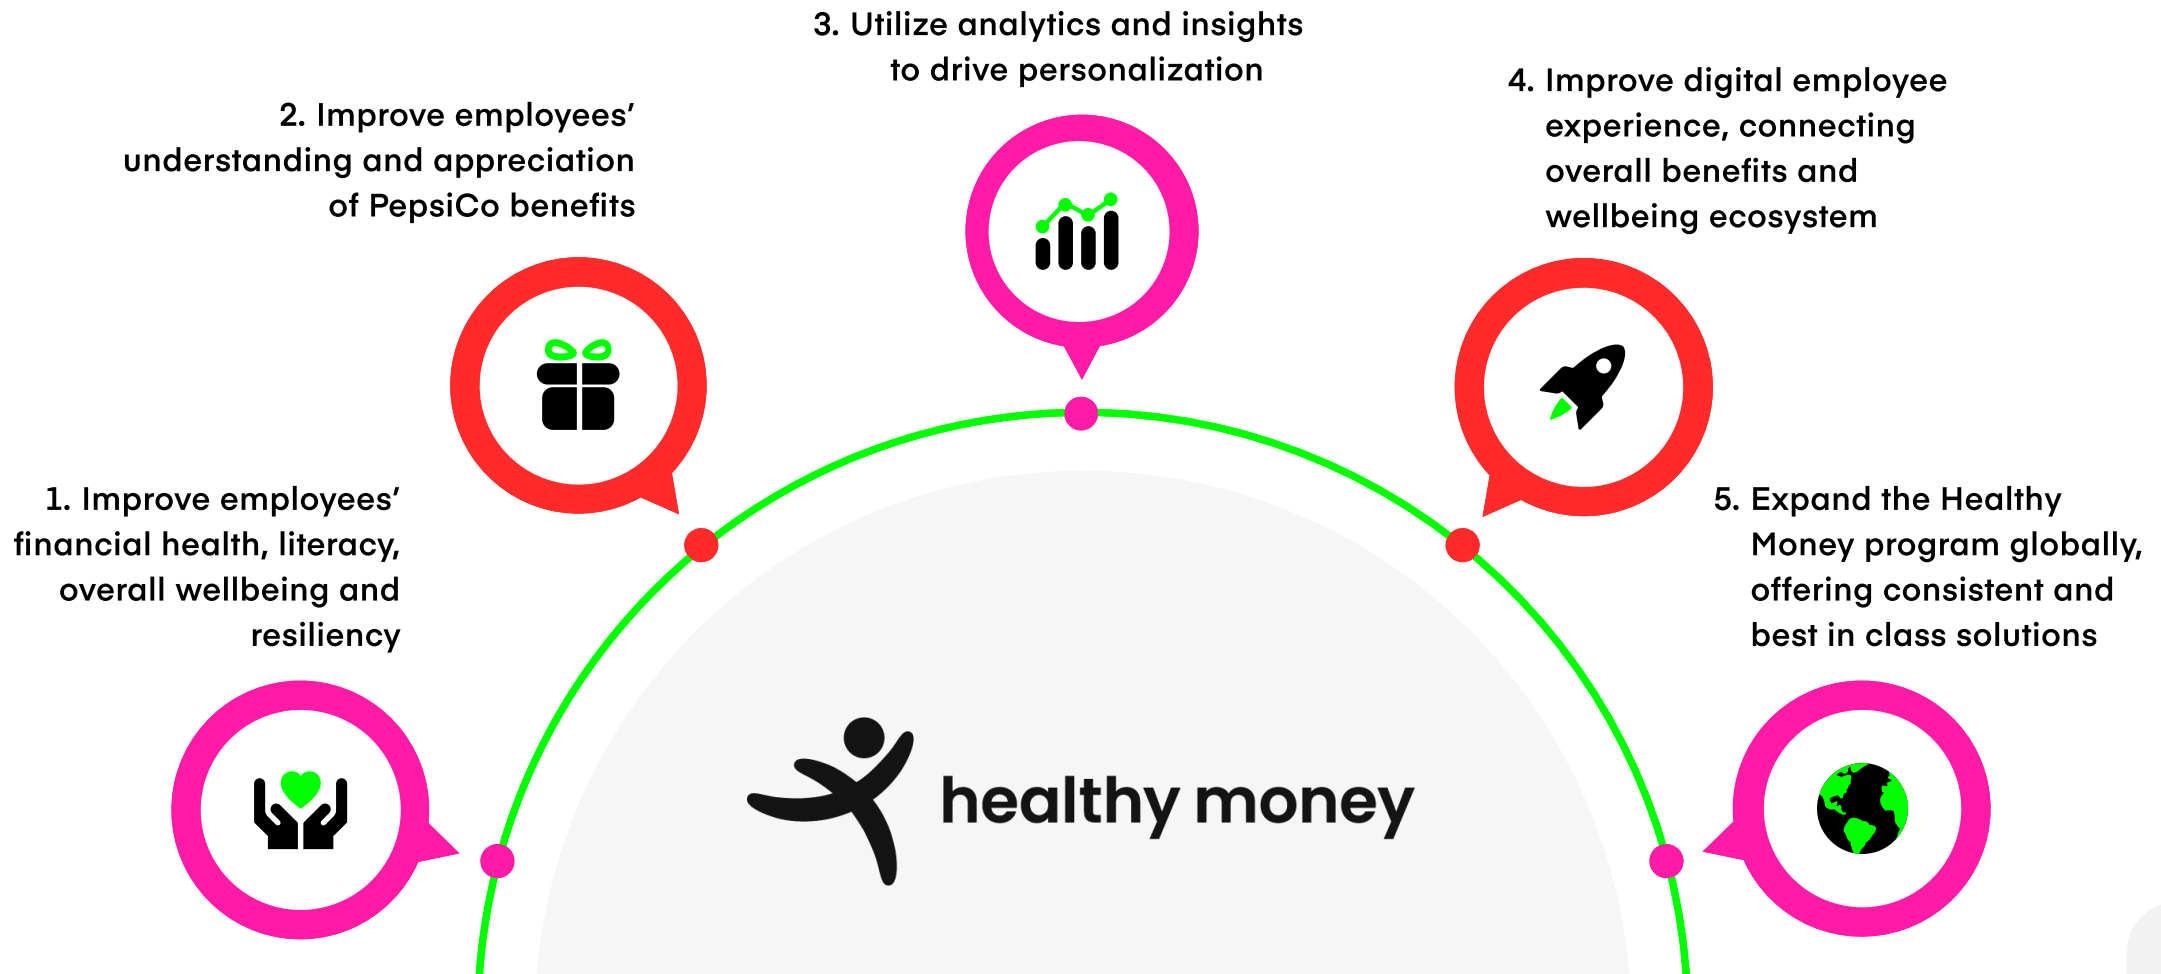 1. Improve employees’
financial health, literacy,
overall wellbeing and
resiliency
2. Improve employees’
understanding and appreciation
of PepsiCo benefits
3. Utilize analytics and insights
to drive personalization
4. Improve digital employee
experience, connecting
overall benefits and
wellbeing ecosystem
5. Expand the Healthy
Money program globally,
offering consistent and
best in class solutions
healthy money